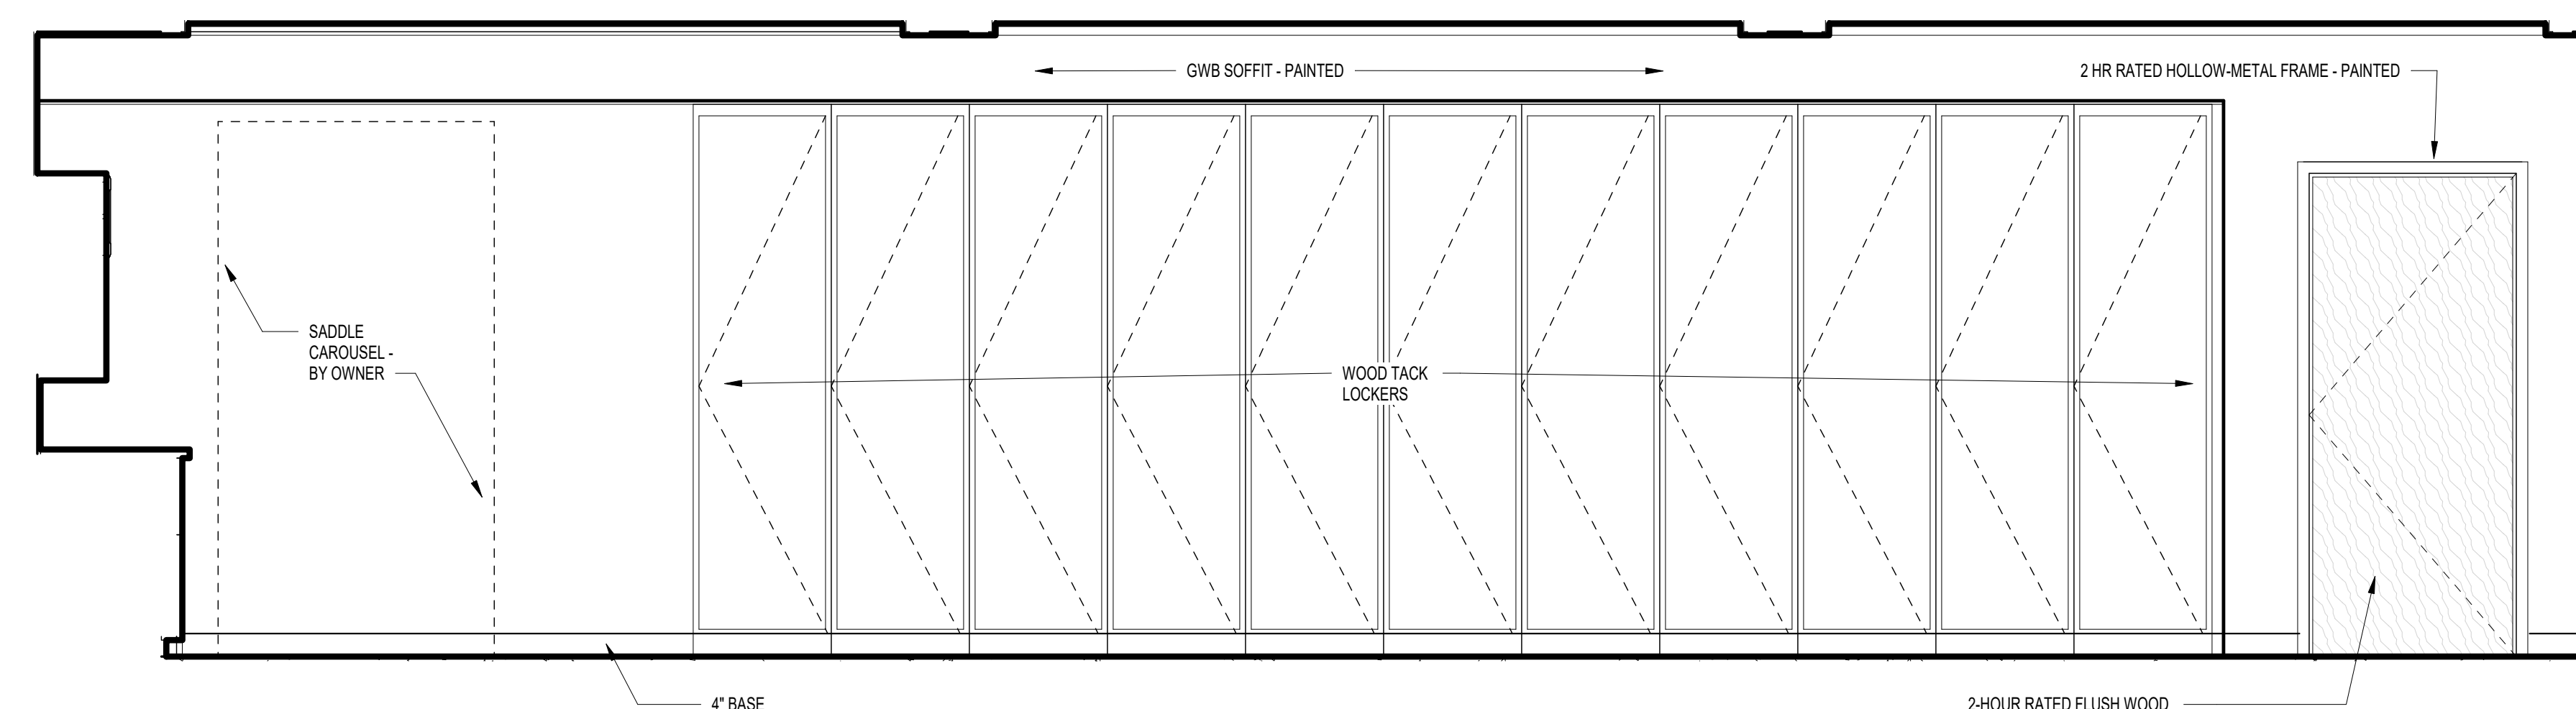 GWB SOFFIT - PAINTED
2 HR RATED HOLLOW-METAL FRAME - PAINTED
SADDLE
CAROUSEL -
BY OWNER
WOOD TACK
LOCKERS
4" BASE
2-HOUR RATED FLUSH WOOD